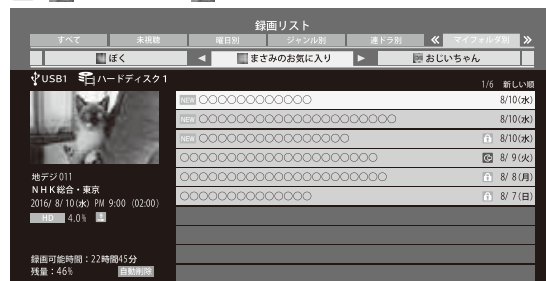 録画リスト
すべて 未視聴 曜日別 ジャンル別 連ドラ別 マイフォルダ別
ぼく まさみのお気に入り おじいちゃん
USB1 ハードディスク1
1/6 新しい順
NEW ○○○○○○○○○○○○ 8/10(水)
NEW ○○○○○○○○○○○○○○○○○○○○○ 8/10(水)
NEW ○○○○○○○○○○○○○○○○ 8/10(水)
○○○○○○○○○○○○○○○○○○○○○ 8/ 9(火)
○○○○○○○○○○○○○○○○○○○○○○ 8/ 8(月)
○○○○○○○○○○○○○○ 8/ 7(日)
地デジ011
NHK総合・東京
2016/ 8/10(水) PM 9:00 (02:00)
HD 4.0㎅
録画可能時間：22時間45分
残量：46% 自動削除